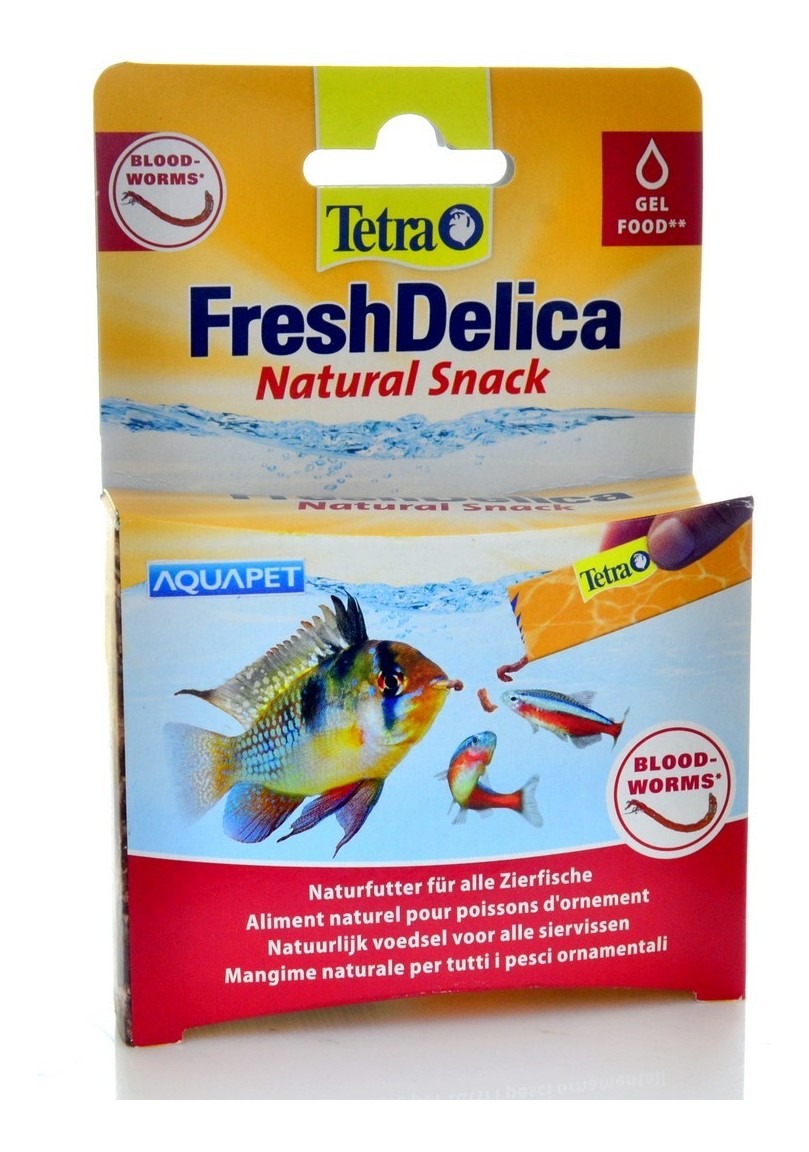 BLOOD-
WORMS*
GEL
FOOD**
Tetra
FreshDelica
Natural Snack
FreshDelica
Natural Snack
Tetra
AQUAPET
BLOOD-
WORMS*
Naturfutter für alle Zierfische
Aliment naturel pour poissons d'ornement
Natuurlijk voedsel voor alle siervissen
Mangime naturale per tutti i pesci ornamentali